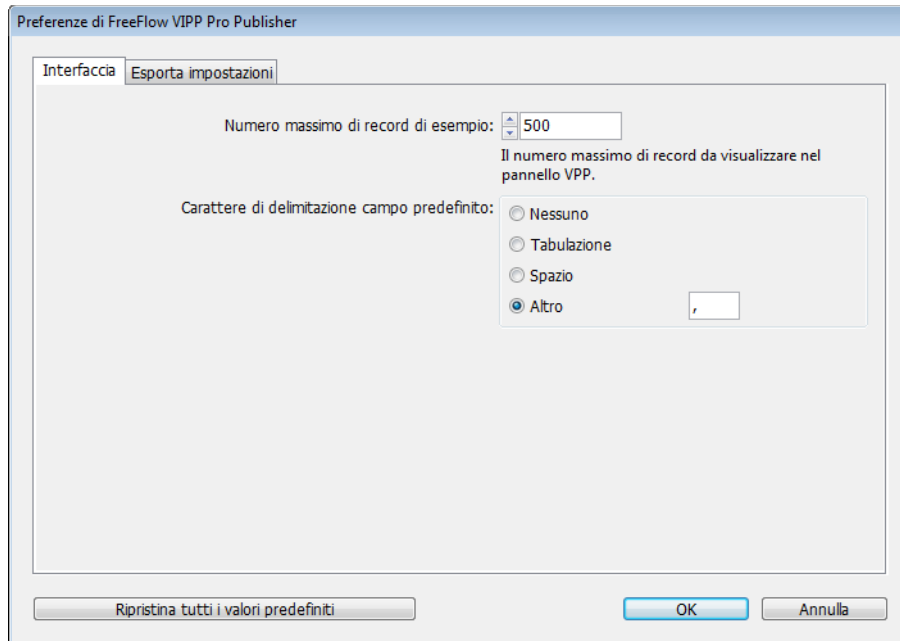 Preferenze di FreeFlow VIPP Pro Publisher
Interfaccia
Esporta impostazioni
Numero massimo di record di esempio:
500
Il numero massimo di record da visualizzare nel
pannello VPP.
Carattere di delimitazione campo predefinito:
Nessuno
Tabulazione
Spazio
Altro
,
Ripristina tutti i valori predefiniti
OK
Annulla